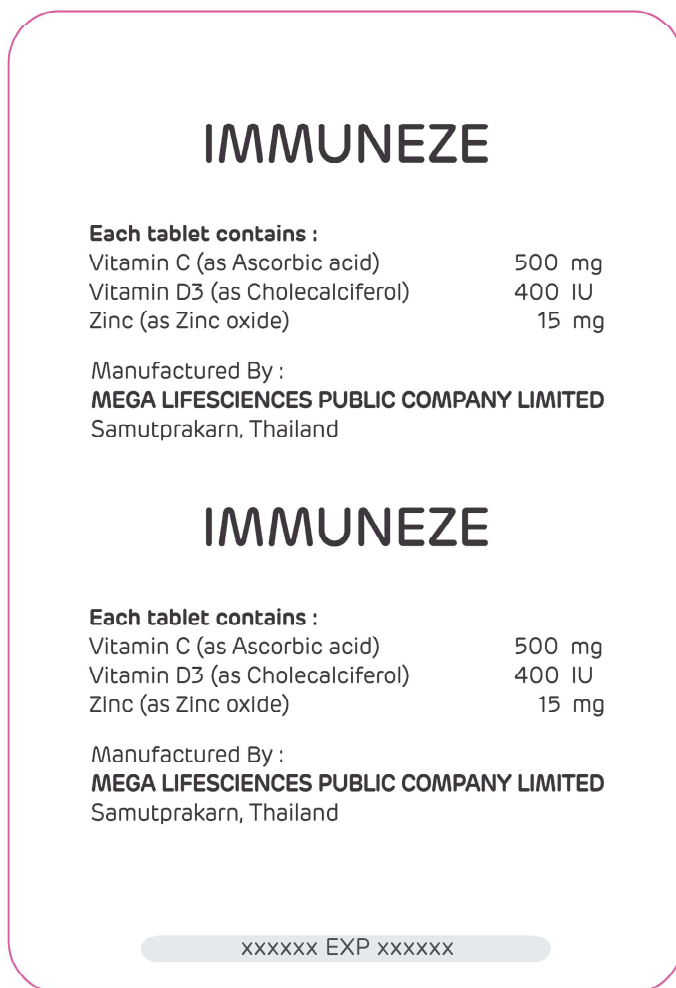 IMMUNEZE
Each tablet contains :
Vitamin C (as Ascorbic acid) 500 mg
Vitamin D3 (as Cholecalciferol) 400 IU
Zinc (as Zinc oxide) 15 mg
Manufactured By :
MEGA LIFESCIENCES PUBLIC COMPANY LIMITED
Samutprakarn, Thailand
IMMUNEZE
Each tablet contains :
Vitamin C (as Ascorbic acid) 500 mg
Vitamin D3 (as Cholecalciferol) 400 IU
Zinc (as Zinc oxide) 15 mg
Manufactured By :
MEGA LIFESCIENCES PUBLIC COMPANY LIMITED
Samutprakarn, Thailand
xxxxxx EXP xxxxxx